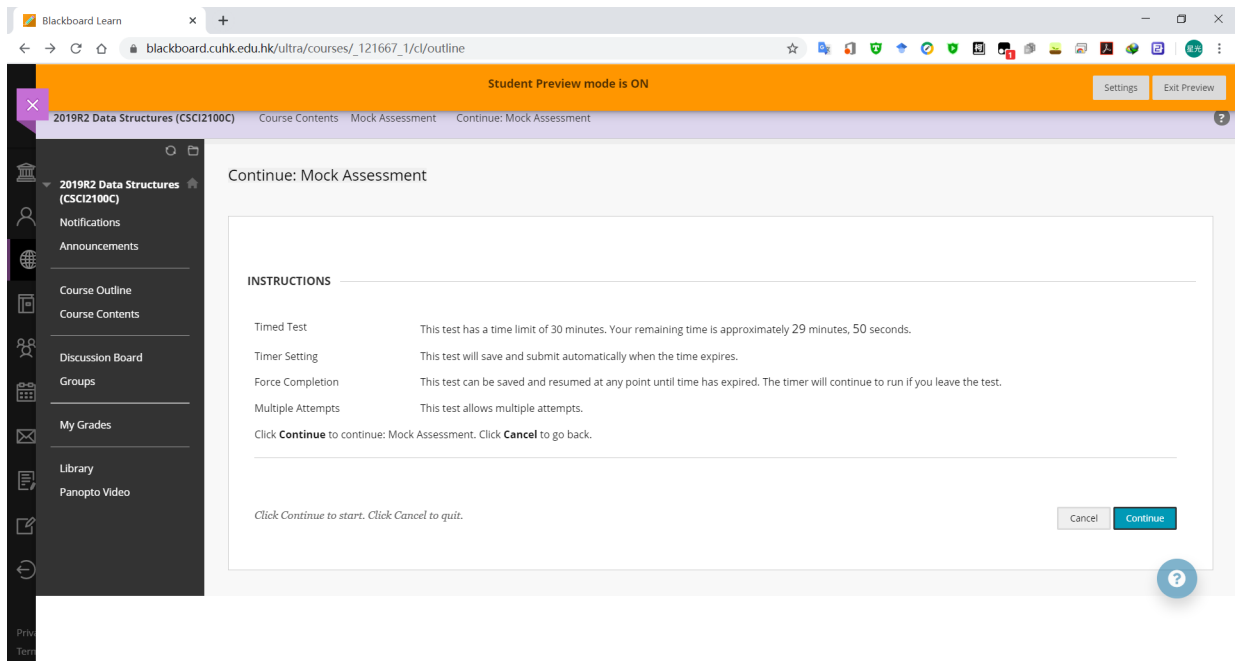 Blackboard Learn
blackboard.cuhk.edu.hk/ultra/courses/_121667_1/cl/outline
Student Preview mode is ON
Settings
Exit Preview
2019R2 Data Structures (CSCI2100C) Course Contents Mock Assessment Continue: Mock Assessment
2019R2 Data Structures
(CSCI2100C)
Notifications
Announcements
Course Outline
Course Contents
Discussion Board
Groups
My Grades
Library
Panopto Video
Continue: Mock Assessment
INSTRUCTIONS
Timed Test This test has a time limit of 30 minutes. Your remaining time is approximately 29 minutes, 50 seconds.
Timer Setting This test will save and submit automatically when the time expires.
Force Completion This test can be saved and resumed at any point until time has expired. The timer will continue to run if you leave the test.
Multiple Attempts This test allows multiple attempts.
Click Continue to continue: Mock Assessment. Click Cancel to go back.
Click Continue to start. Click Cancel to quit.
Cancel
Continue
Priva
Term